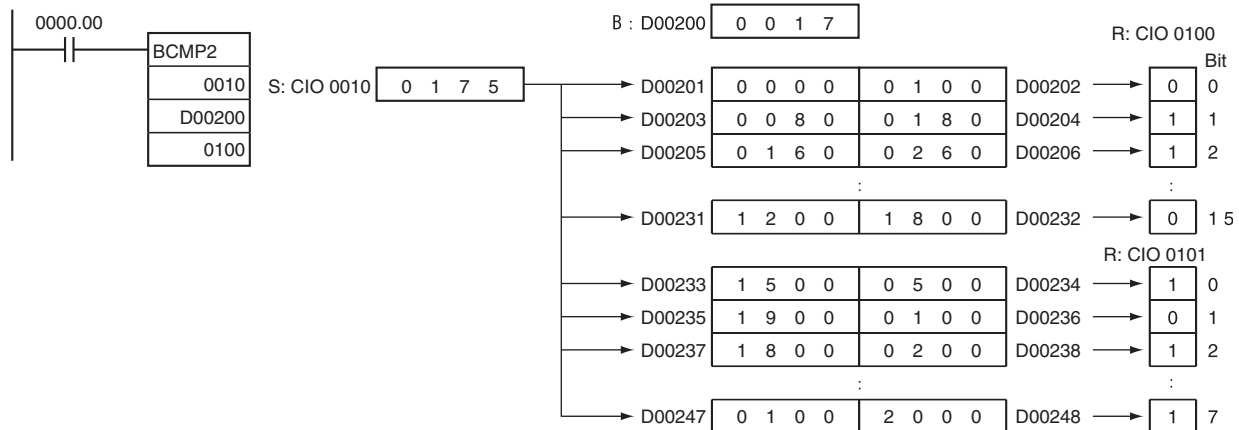 0000.00
BCMP2
0010
D00200
0100
B : D00200 0 0 1 7
R: CIO 0100
Bit
S: CIO 0010 0 1 7 5
D00201 0 0 0 0 0 1 0 0 D00202 0 0
D00203 0 0 8 0 0 1 8 0 D00204 1 1
D00205 0 1 6 0 0 2 6 0 D00206 1 2
: :
D00231 1 2 0 0 1 8 0 0 D00232 0 1 5
R: CIO 0101
D00233 1 5 0 0 0 5 0 0 D00234 1 0
D00235 1 9 0 0 0 1 0 0 D00236 0 1
D00237 1 8 0 0 0 2 0 0 D00238 1 2
: :
D00247 0 1 0 0 2 0 0 0 D00248 1 7